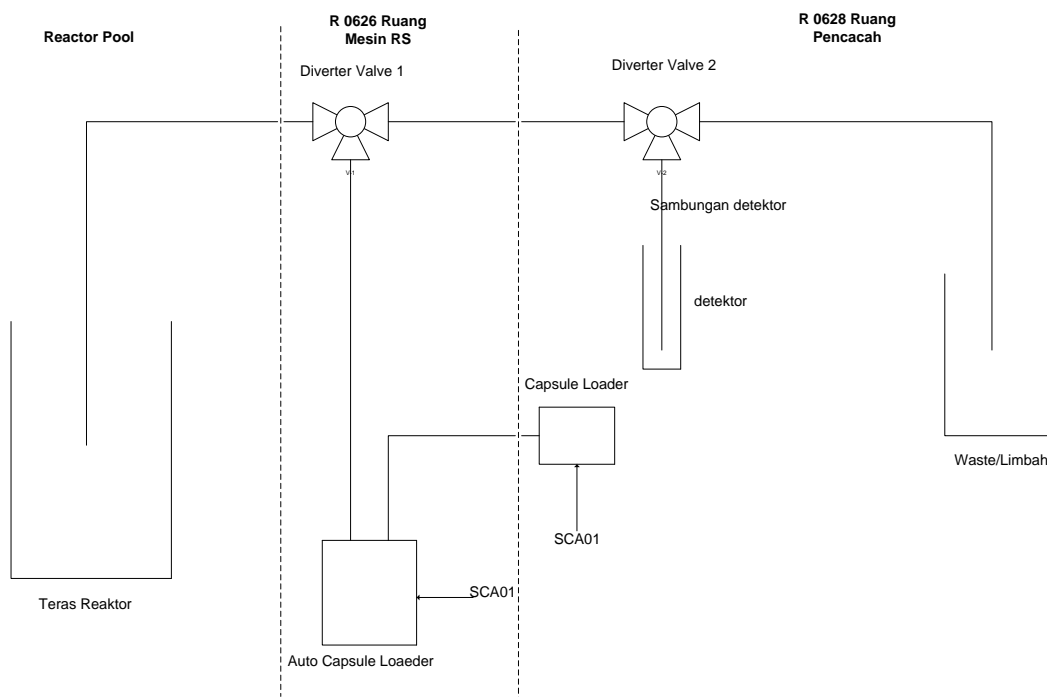 Reactor Pool
R 0626 Ruang
Mesin RS
R 0628 Ruang
Pencacah
Diverter Valve 1
Diverter Valve 2
V-1
V-2
Sambungan detektor
detektor
Capsule Loader
Waste/Limbah
SCA01
SCA01
Teras Reaktor
Auto Capsule Loaeder